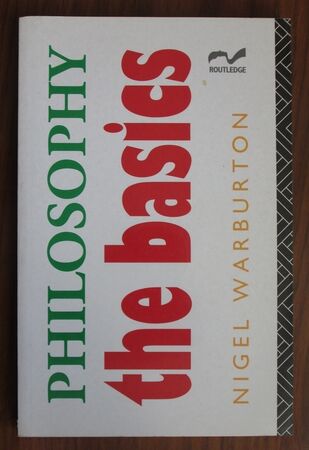 PHILOSOPHY
the basics
NIGEL WARBURTON
ROUTLEDGE